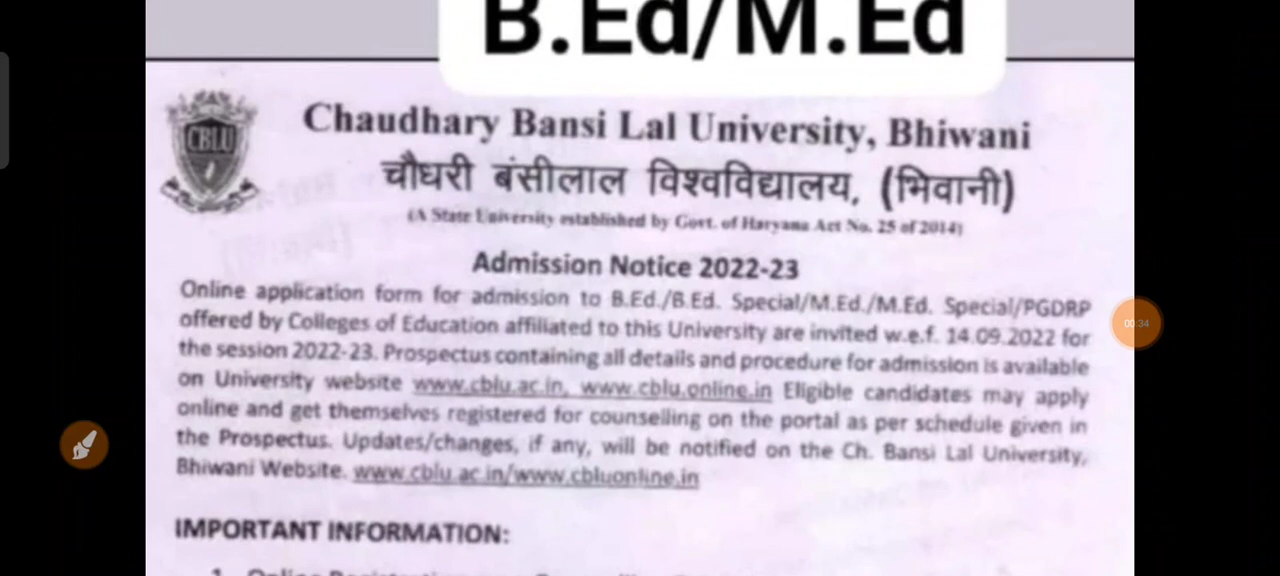 B.Ed/M.Ed
CBLU
Chaudhary Bansi Lal University, Bhiwani
चौधरी बंसीलाल विश्वविद्यालय, (भिवानी)
(A State University established by Govt. of Haryana Act No. 25 of 2014)
Admission Notice 2022-23
Online application form for admission to B.Ed./B.Ed. Special/M.Ed./M.Ed. Special/PGDRP
offered by Colleges of Education affiliated to this University are invited w.e.f. 14.09.2022 for
the session 2022-23. Prospectus containing all details and procedure for admission is available
on University website www.cblu.ac.in, www.cblu.online.in Eligible candidates may apply
online and get themselves registered for counselling on the portal as per schedule given in
the Prospectus. Updates/changes, if any, will be notified on the Ch. Bansi Lal University,
Bhiwani Website. www.cblu.ac.in/www.cbluonline.in
IMPORTANT INFORMATION:
00:34